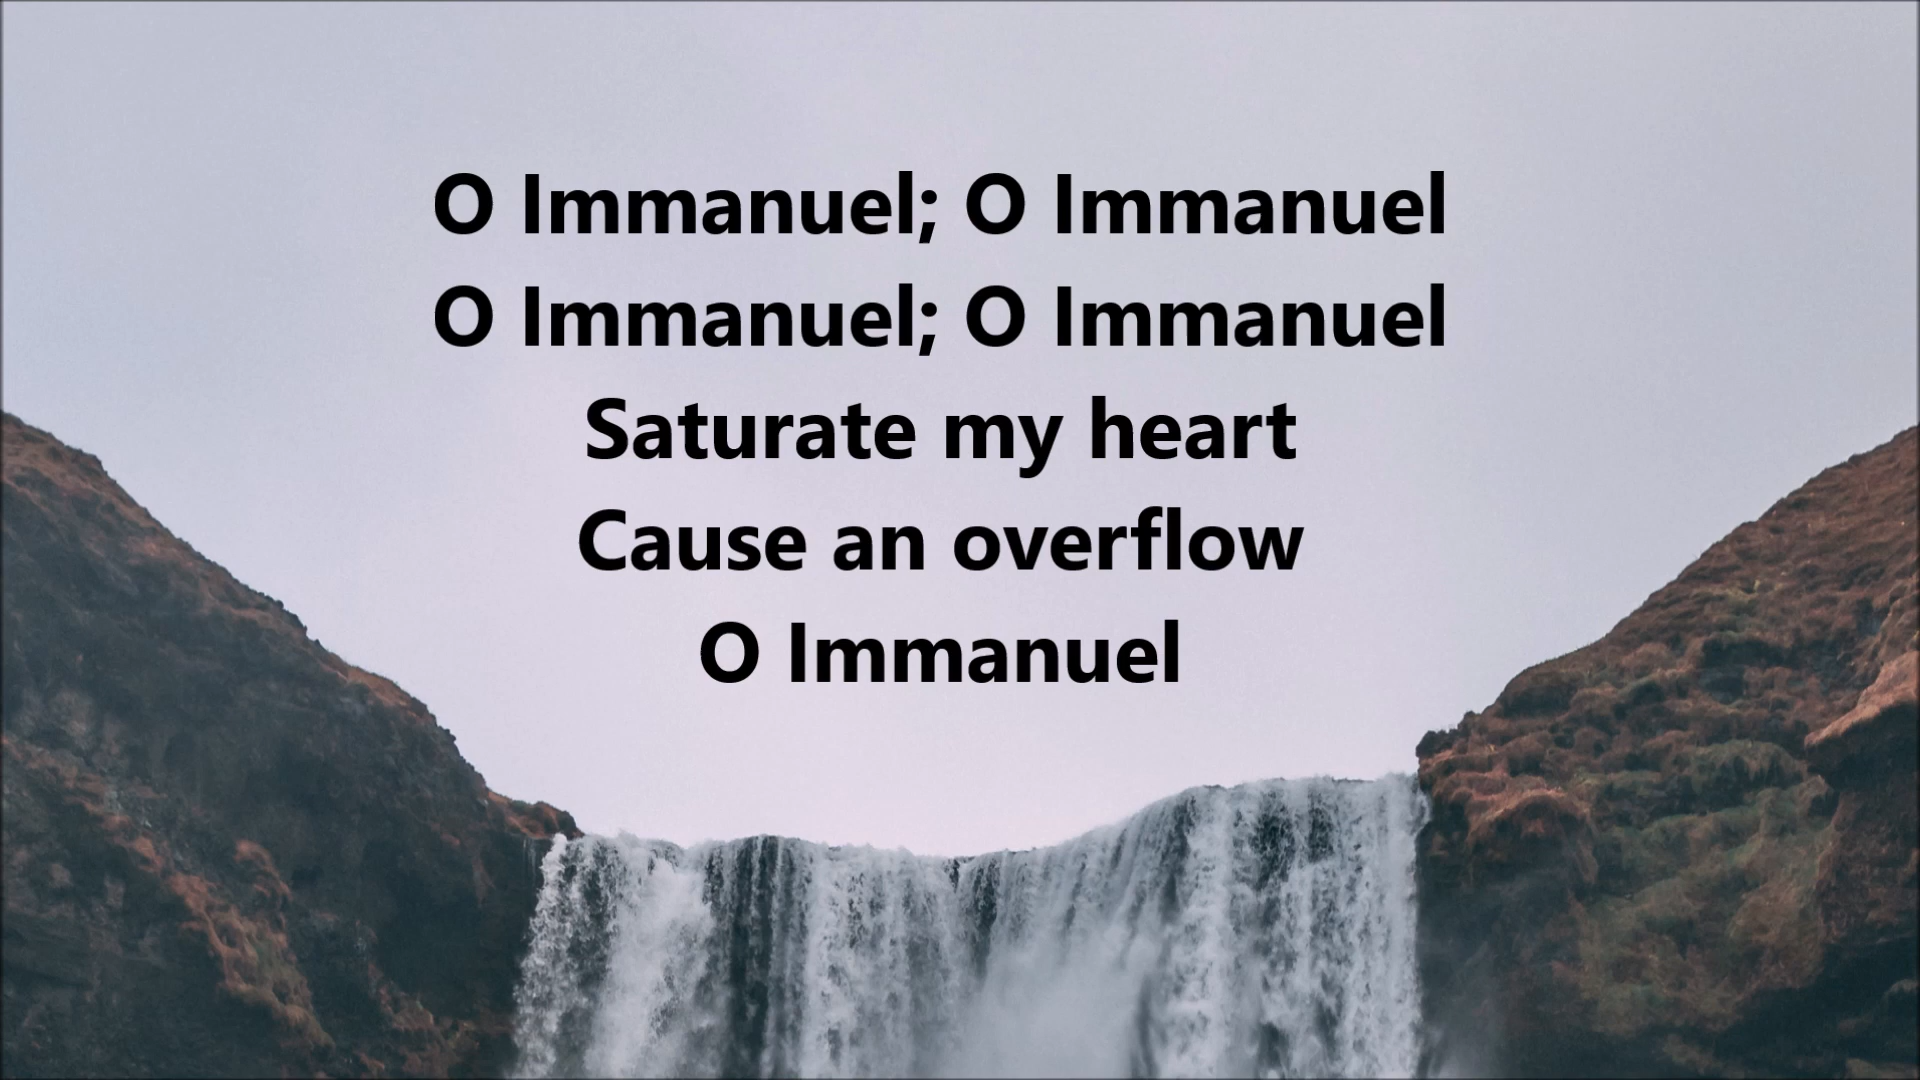 O Immanuel; O Immanuel
O Immanuel; O Immanuel
Saturate my heart
Cause an overflow
O Immanuel